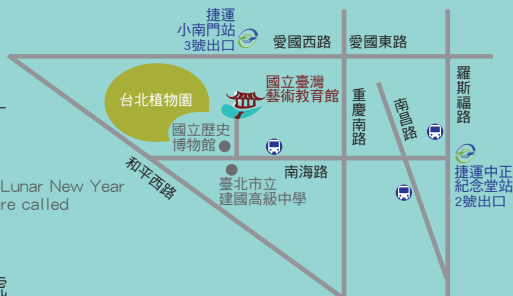 捷運
小南門站
3號出口
愛國西路
愛國東路
國立臺灣
藝術教育館
台北植物園
重慶南路
南昌路
羅斯福路
國立歷史
博物館
和平西路
南海路
捷運中正
紀念堂站
2號出口
臺北市立
建國高級中學
Lunar New Year
re called